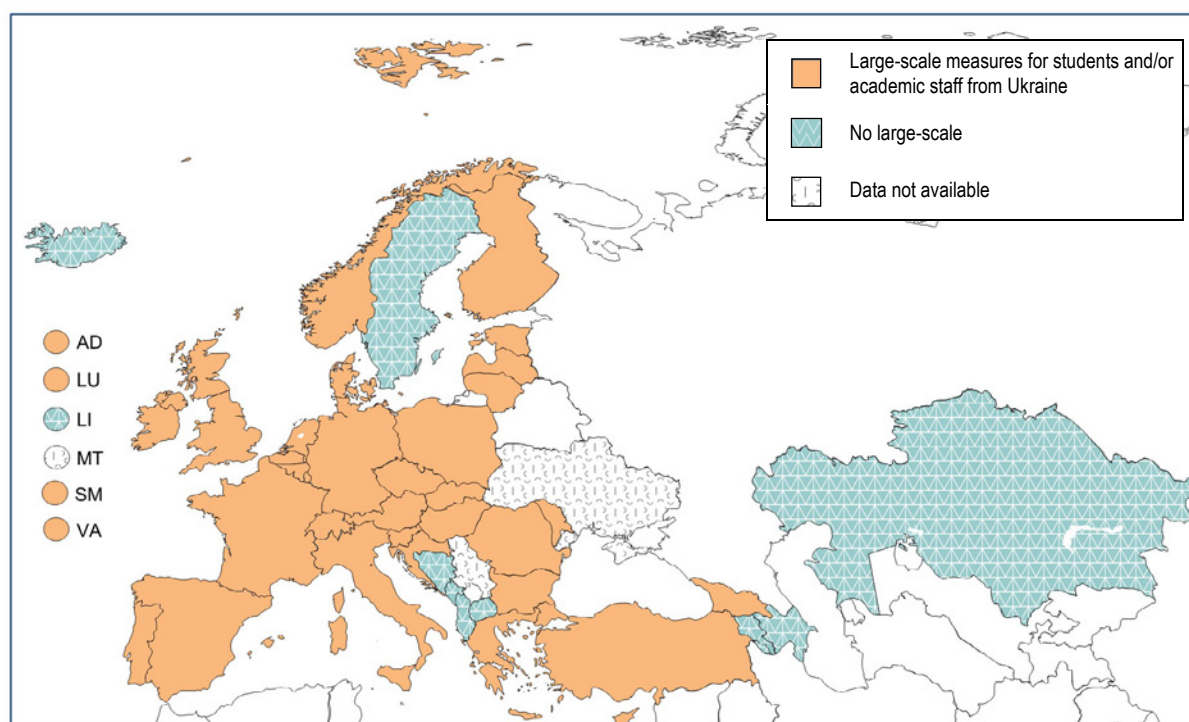 Large-scale measures for students and/or
academic staff from Ukraine
No large-scale
Data not available
AD
LU
LI
MT
SM
VA